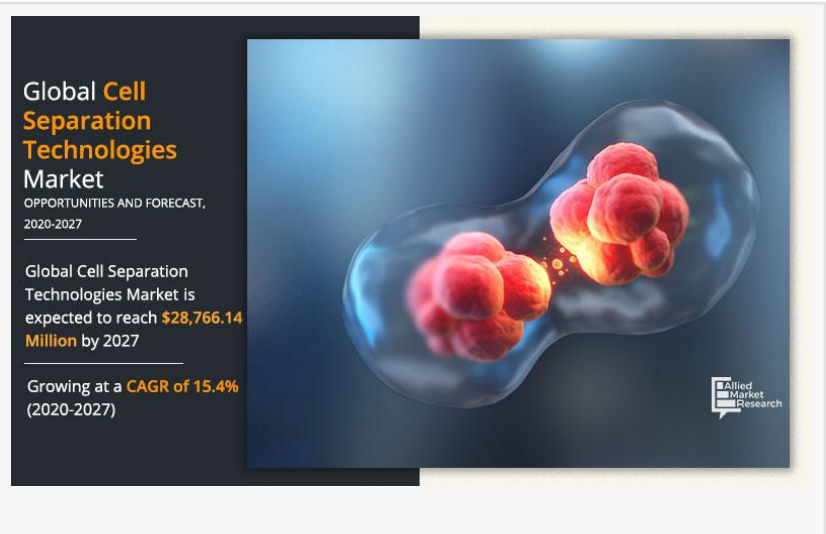 Global Cell
Separation
Technologies
Market
OPPORTUNITIES AND FORECAST,
2020-2027
Global Cell Separation
Technologies Market is
expected to reach $28,766.14
Million by 2027
Growing at a CAGR of 15.4%
(2020-2027)
Allied
Market
Research